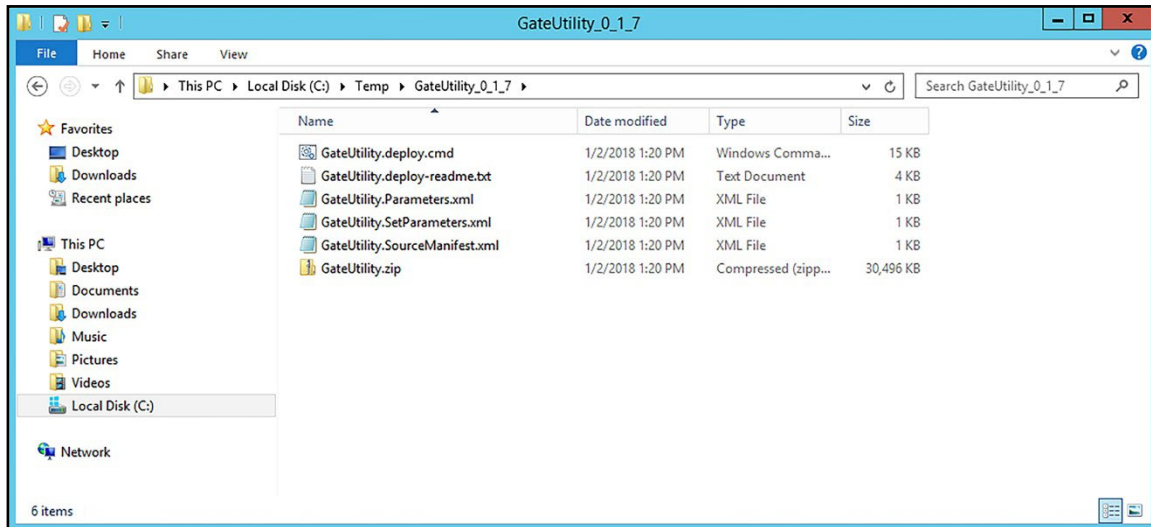 GateUtility_0_1_7
File Home Share View
This PC Local Disk (C:) Temp GateUtility_0_1_7 Search GateUtility_0_1_7
Name Date modified Type Size
Favorites
Desktop
Downloads
Recent places
This PC
Desktop
Documents
Downloads
Music
Pictures
Videos
Local Disk (C:)
Network
GateUtility.deploy.cmd 1/2/2018 1:20 PM Windows Comma... 15 KB
GateUtility.deploy-readme.txt 1/2/2018 1:20 PM Text Document 4 KB
GateUtility.Parameters.xml 1/2/2018 1:20 PM XML File 1 KB
GateUtility.SetParameters.xml 1/2/2018 1:20 PM XML File 1 KB
GateUtility.SourceManifest.xml 1/2/2018 1:20 PM XML File 1 KB
GateUtility.zip 1/2/2018 1:20 PM Compressed (zipp... 30,496 KB
6 items